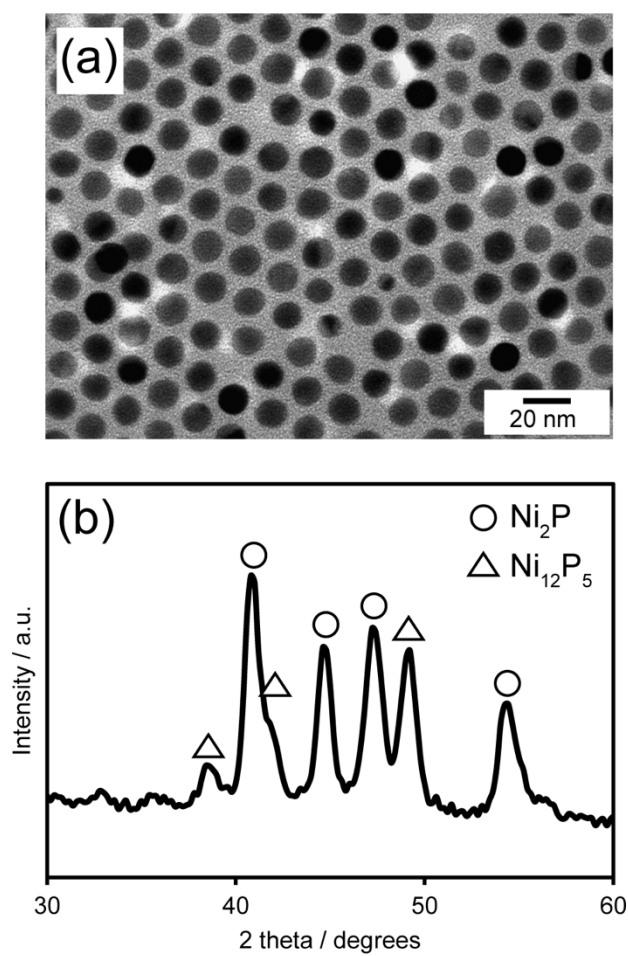 (a)
20 nm
(b)
Ni₂P
Ni₁₂P₅
Intensity / a.u.
30 40 50 60
2 theta / degrees